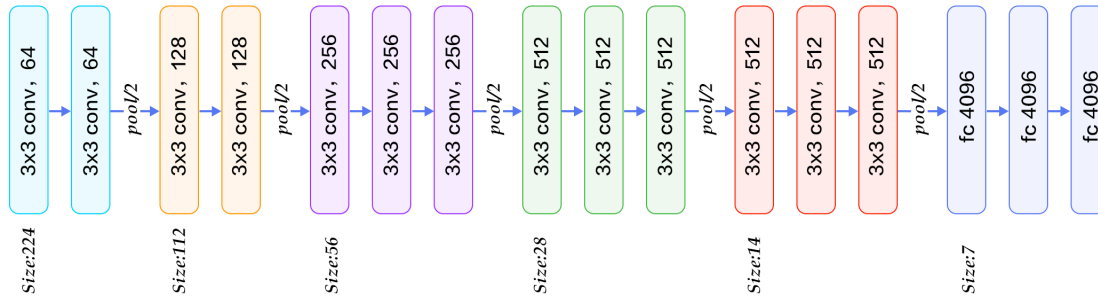 3x3 conv, 64
3x3 conv, 64
pool/2
3x3 conv, 128
3x3 conv, 128
pool/2
3x3 conv, 256
3x3 conv, 256
3x3 conv, 256
pool/2
3x3 conv, 512
3x3 conv, 512
3x3 conv, 512
pool/2
3x3 conv, 512
3x3 conv, 512
3x3 conv, 512
pool/2
fc 4096
fc 4096
fc 4096
Size:224
Size:112
Size:56
Size:28
Size:14
Size:7